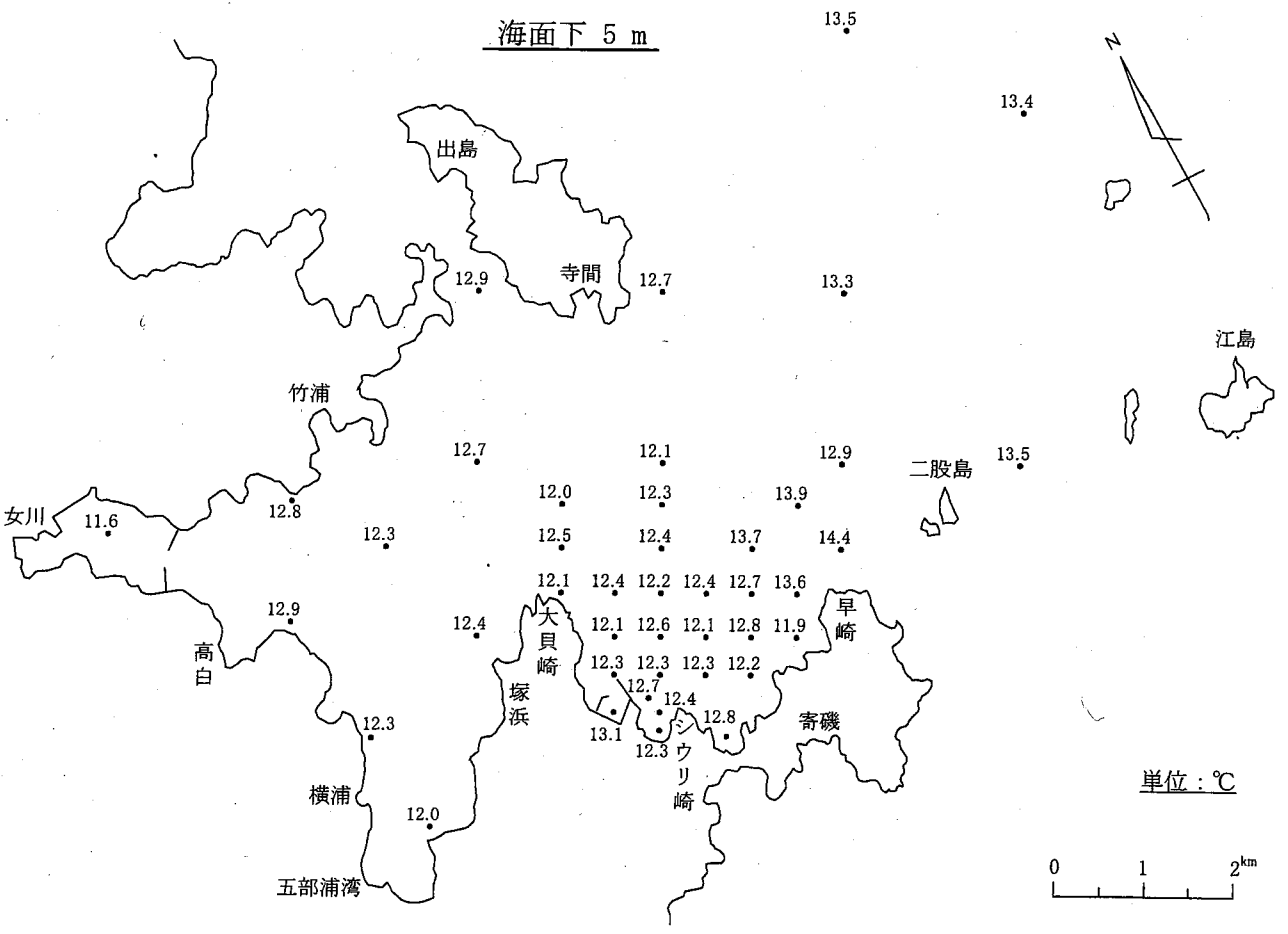 海面下 5 m
13.5
N
13.4
出島
寺間
12.9
12.7
13.3
江島
竹浦
12.7
12.1
12.9
13.5
二股島
12.0
12.3
13.9
女川
11.6
12.8
12.3
12.5
12.4
13.7
14.4
12.1
12.4
12.2
12.4
12.7
13.6
12.9
12.4
大貝崎
12.1
12.6
12.1
12.8
11.9
早崎
高白
12.3
12.3
12.3
12.2
塚浜
12.7
12.4
12.3
13.1
12.3
シウリ崎
12.8
寄磯
横浦
12.0
単位：℃
五部浦湾
0 1 2km